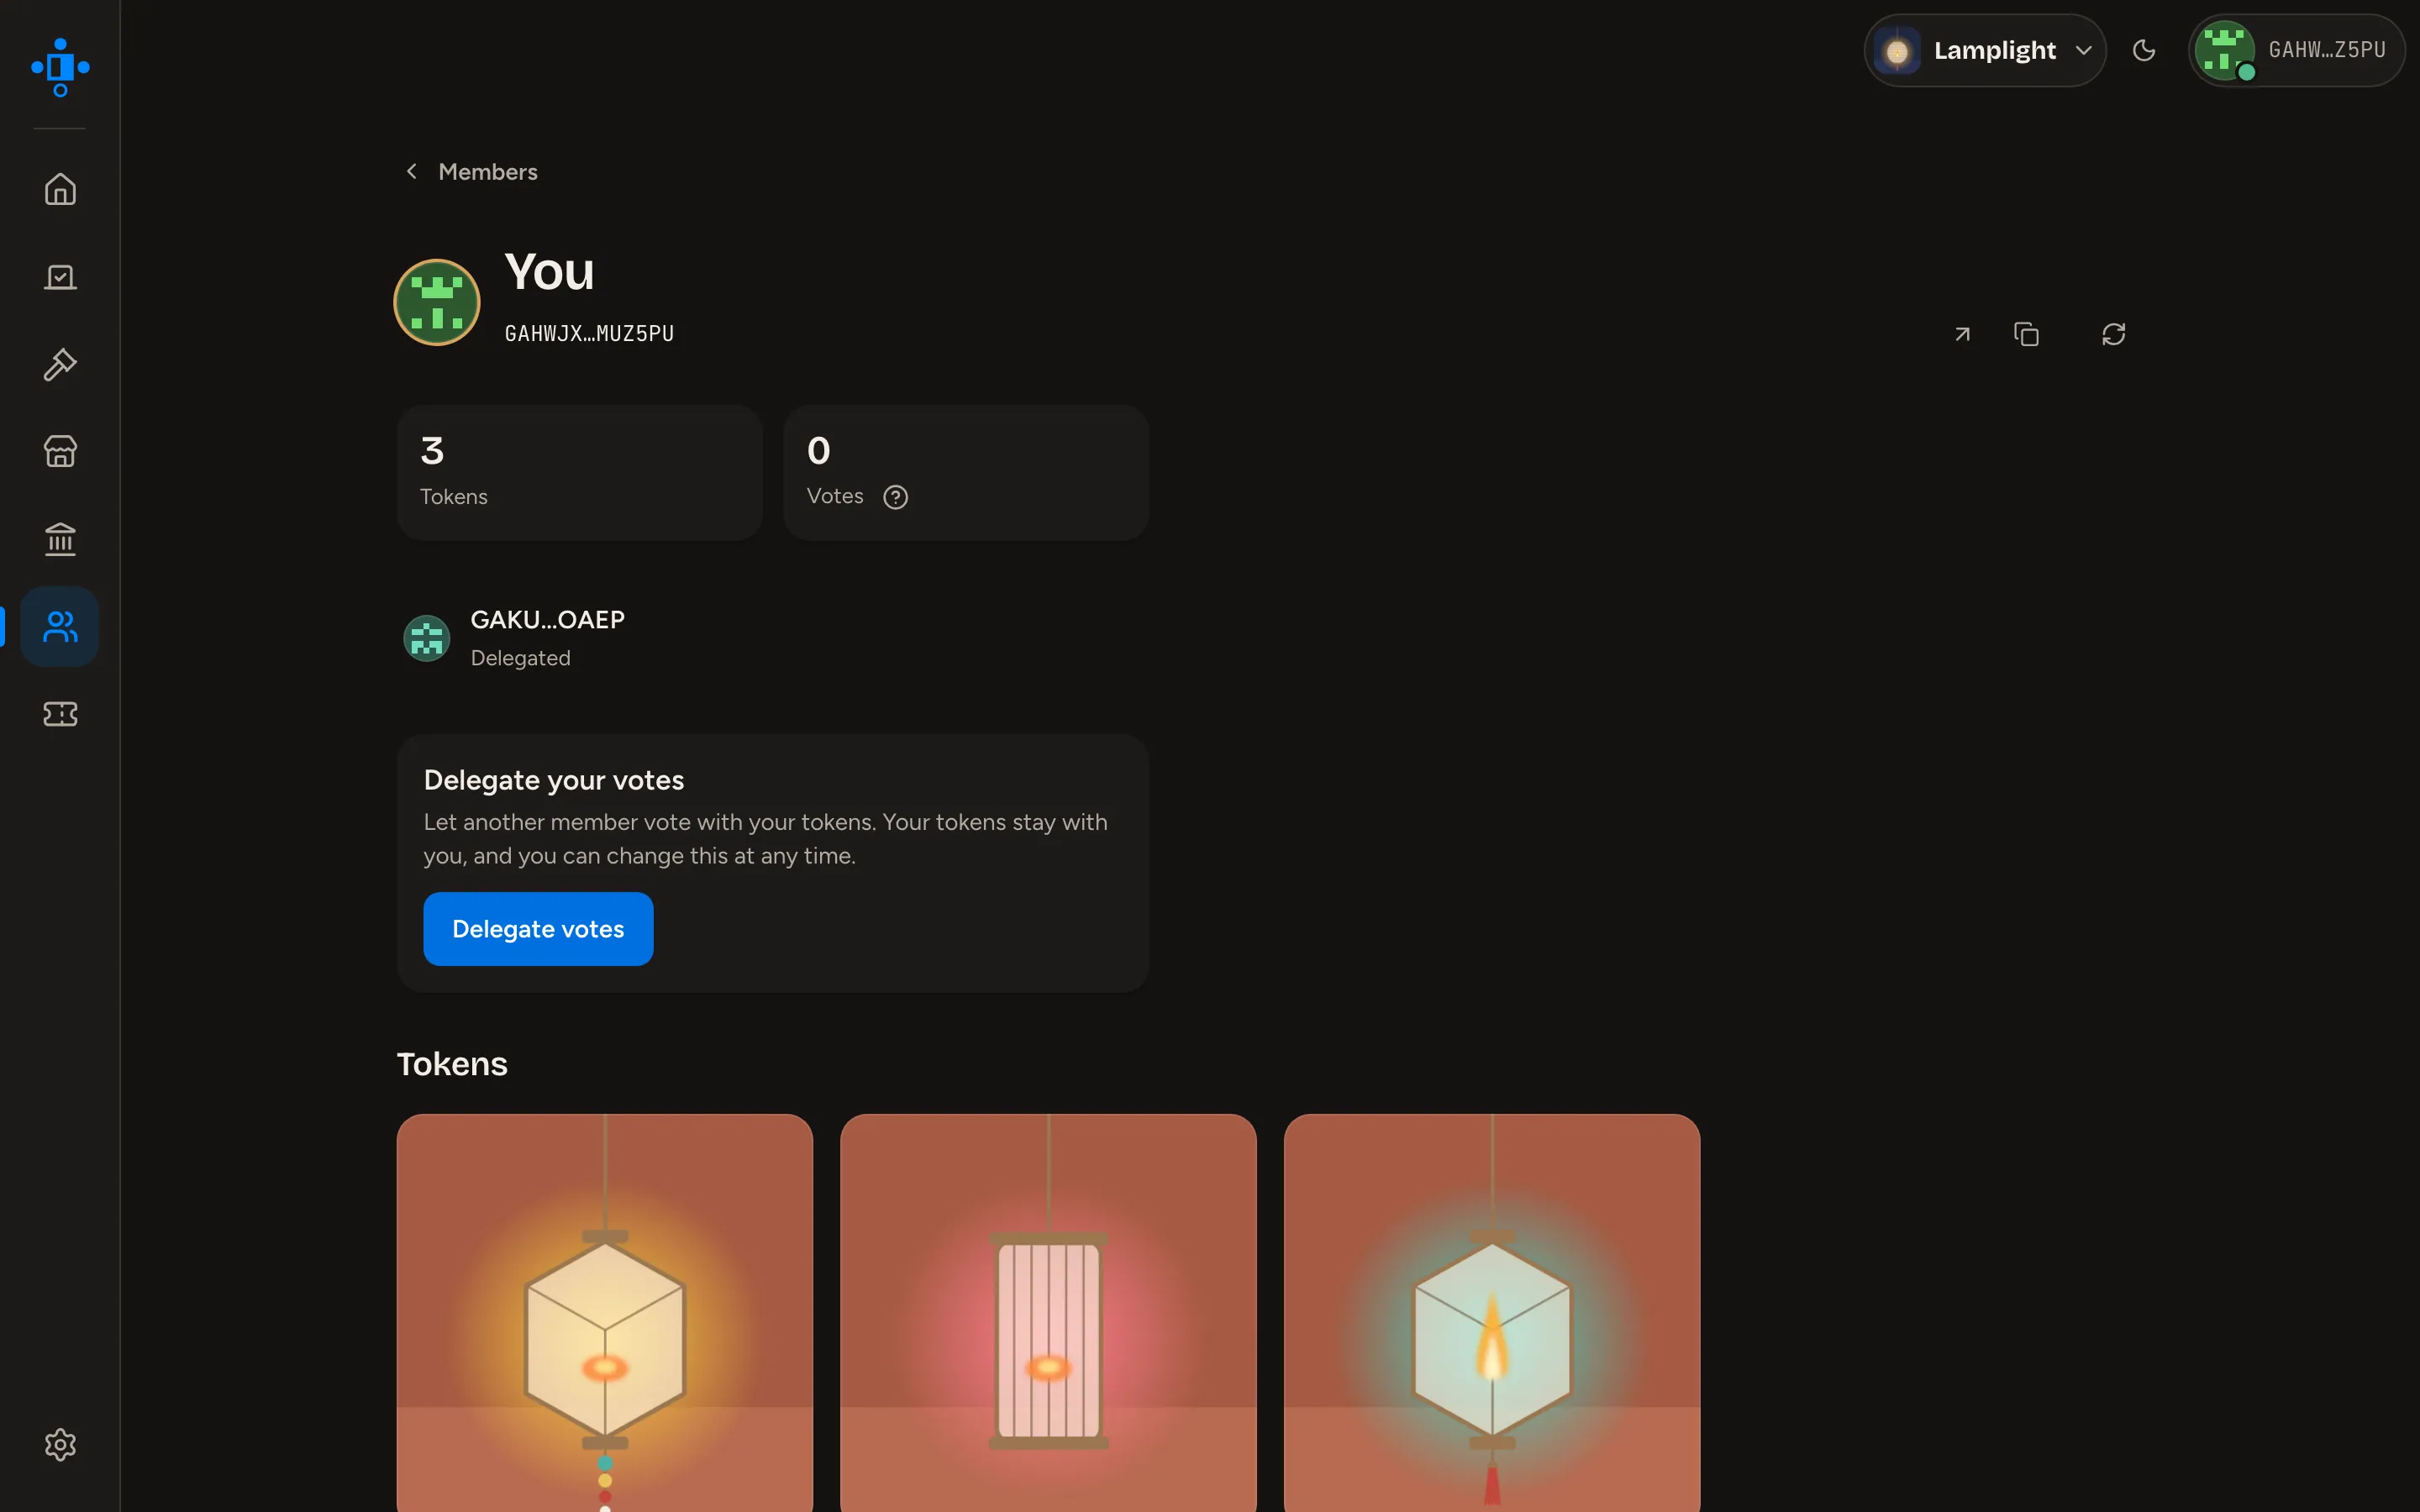 Lamplight
GAHW…Z5PU
Members
You
GAHWJX…MUZ5PU
3
Tokens
0
Votes
GAKU…OAEP
Delegated
Delegate your votes
Let another member vote with your tokens. Your tokens stay with
you, and you can change this at any time.
Delegate votes
Tokens